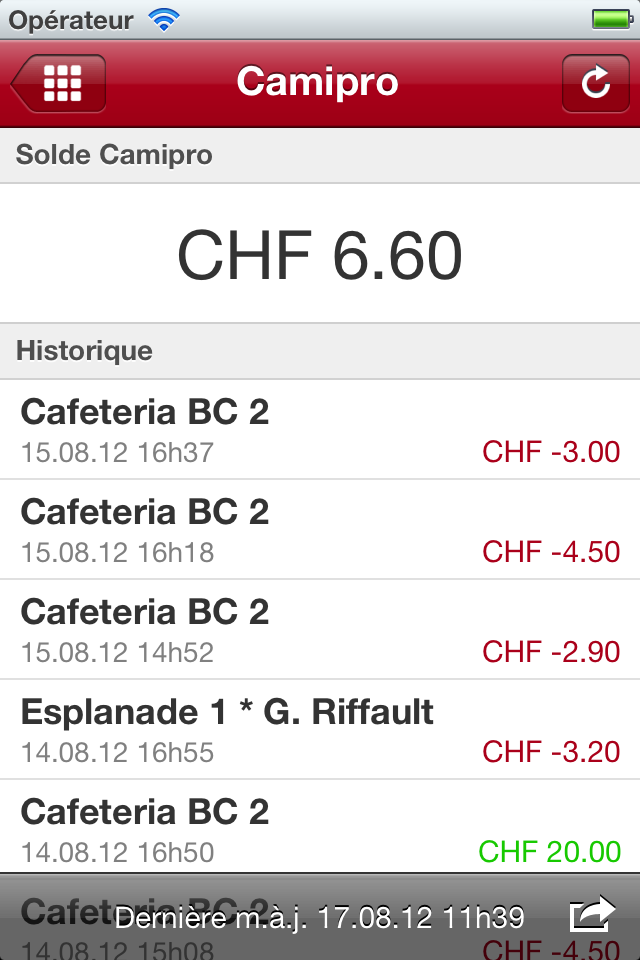 Opérateur
Camipro
Solde Camipro
CHF 6.60
Historique
Cafeteria BC 2
15.08.12 16h37 CHF -3.00
Cafeteria BC 2
15.08.12 16h18 CHF -4.50
Cafeteria BC 2
15.08.12 14h52 CHF -2.90
Esplanade 1 * G. Riffault
14.08.12 16h55 CHF -3.20
Cafeteria BC 2
14.08.12 16h50 CHF 20.00
Cafeteria BC 2
Dernière m.à.j. 17.08.12 11h39
14.08.12 15h08 CHF -4.50